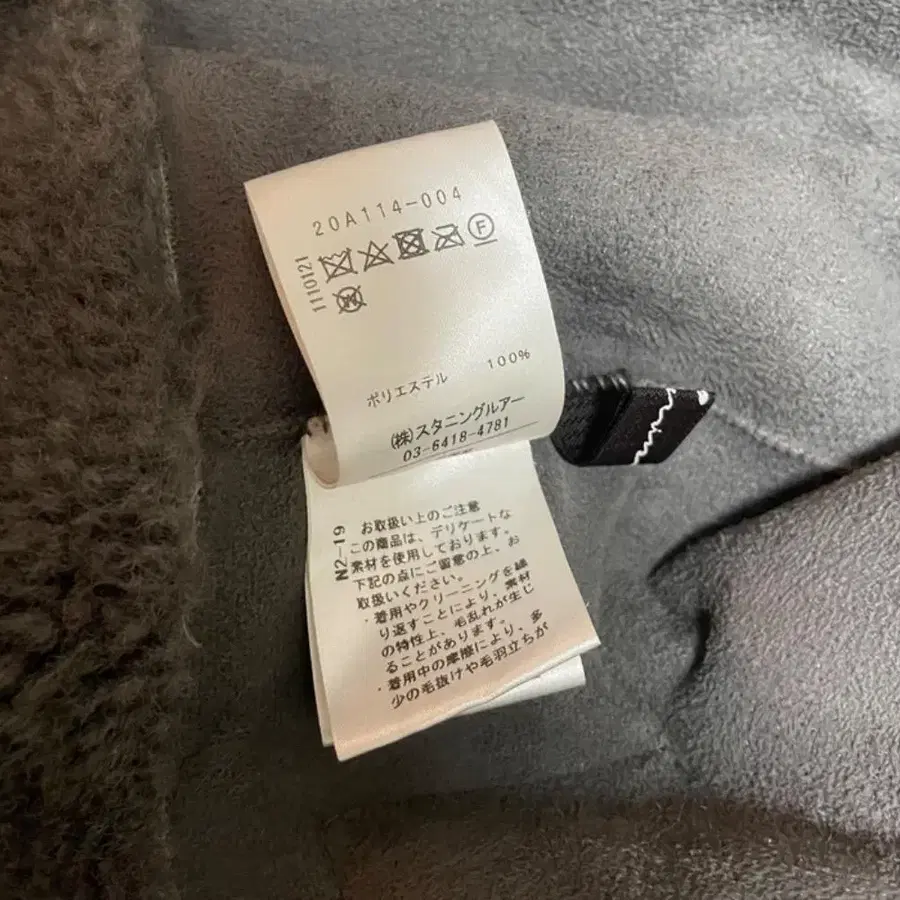 20A114-004
1110121
F
W
ポリエステル 100%
(株)スタニングルアー
03-6418-4781
N2-19
お取扱い上のご注意
この商品は、デリケートな
素材を使用しております。
下記の点にご留意の上、お
取扱いください。
・着用やクリーニングを繰
り返すことにより、素材
の特性上、毛乱れが生じ
ることがあります。
・着用中の摩擦により、多
少の毛抜けや毛羽立ちが